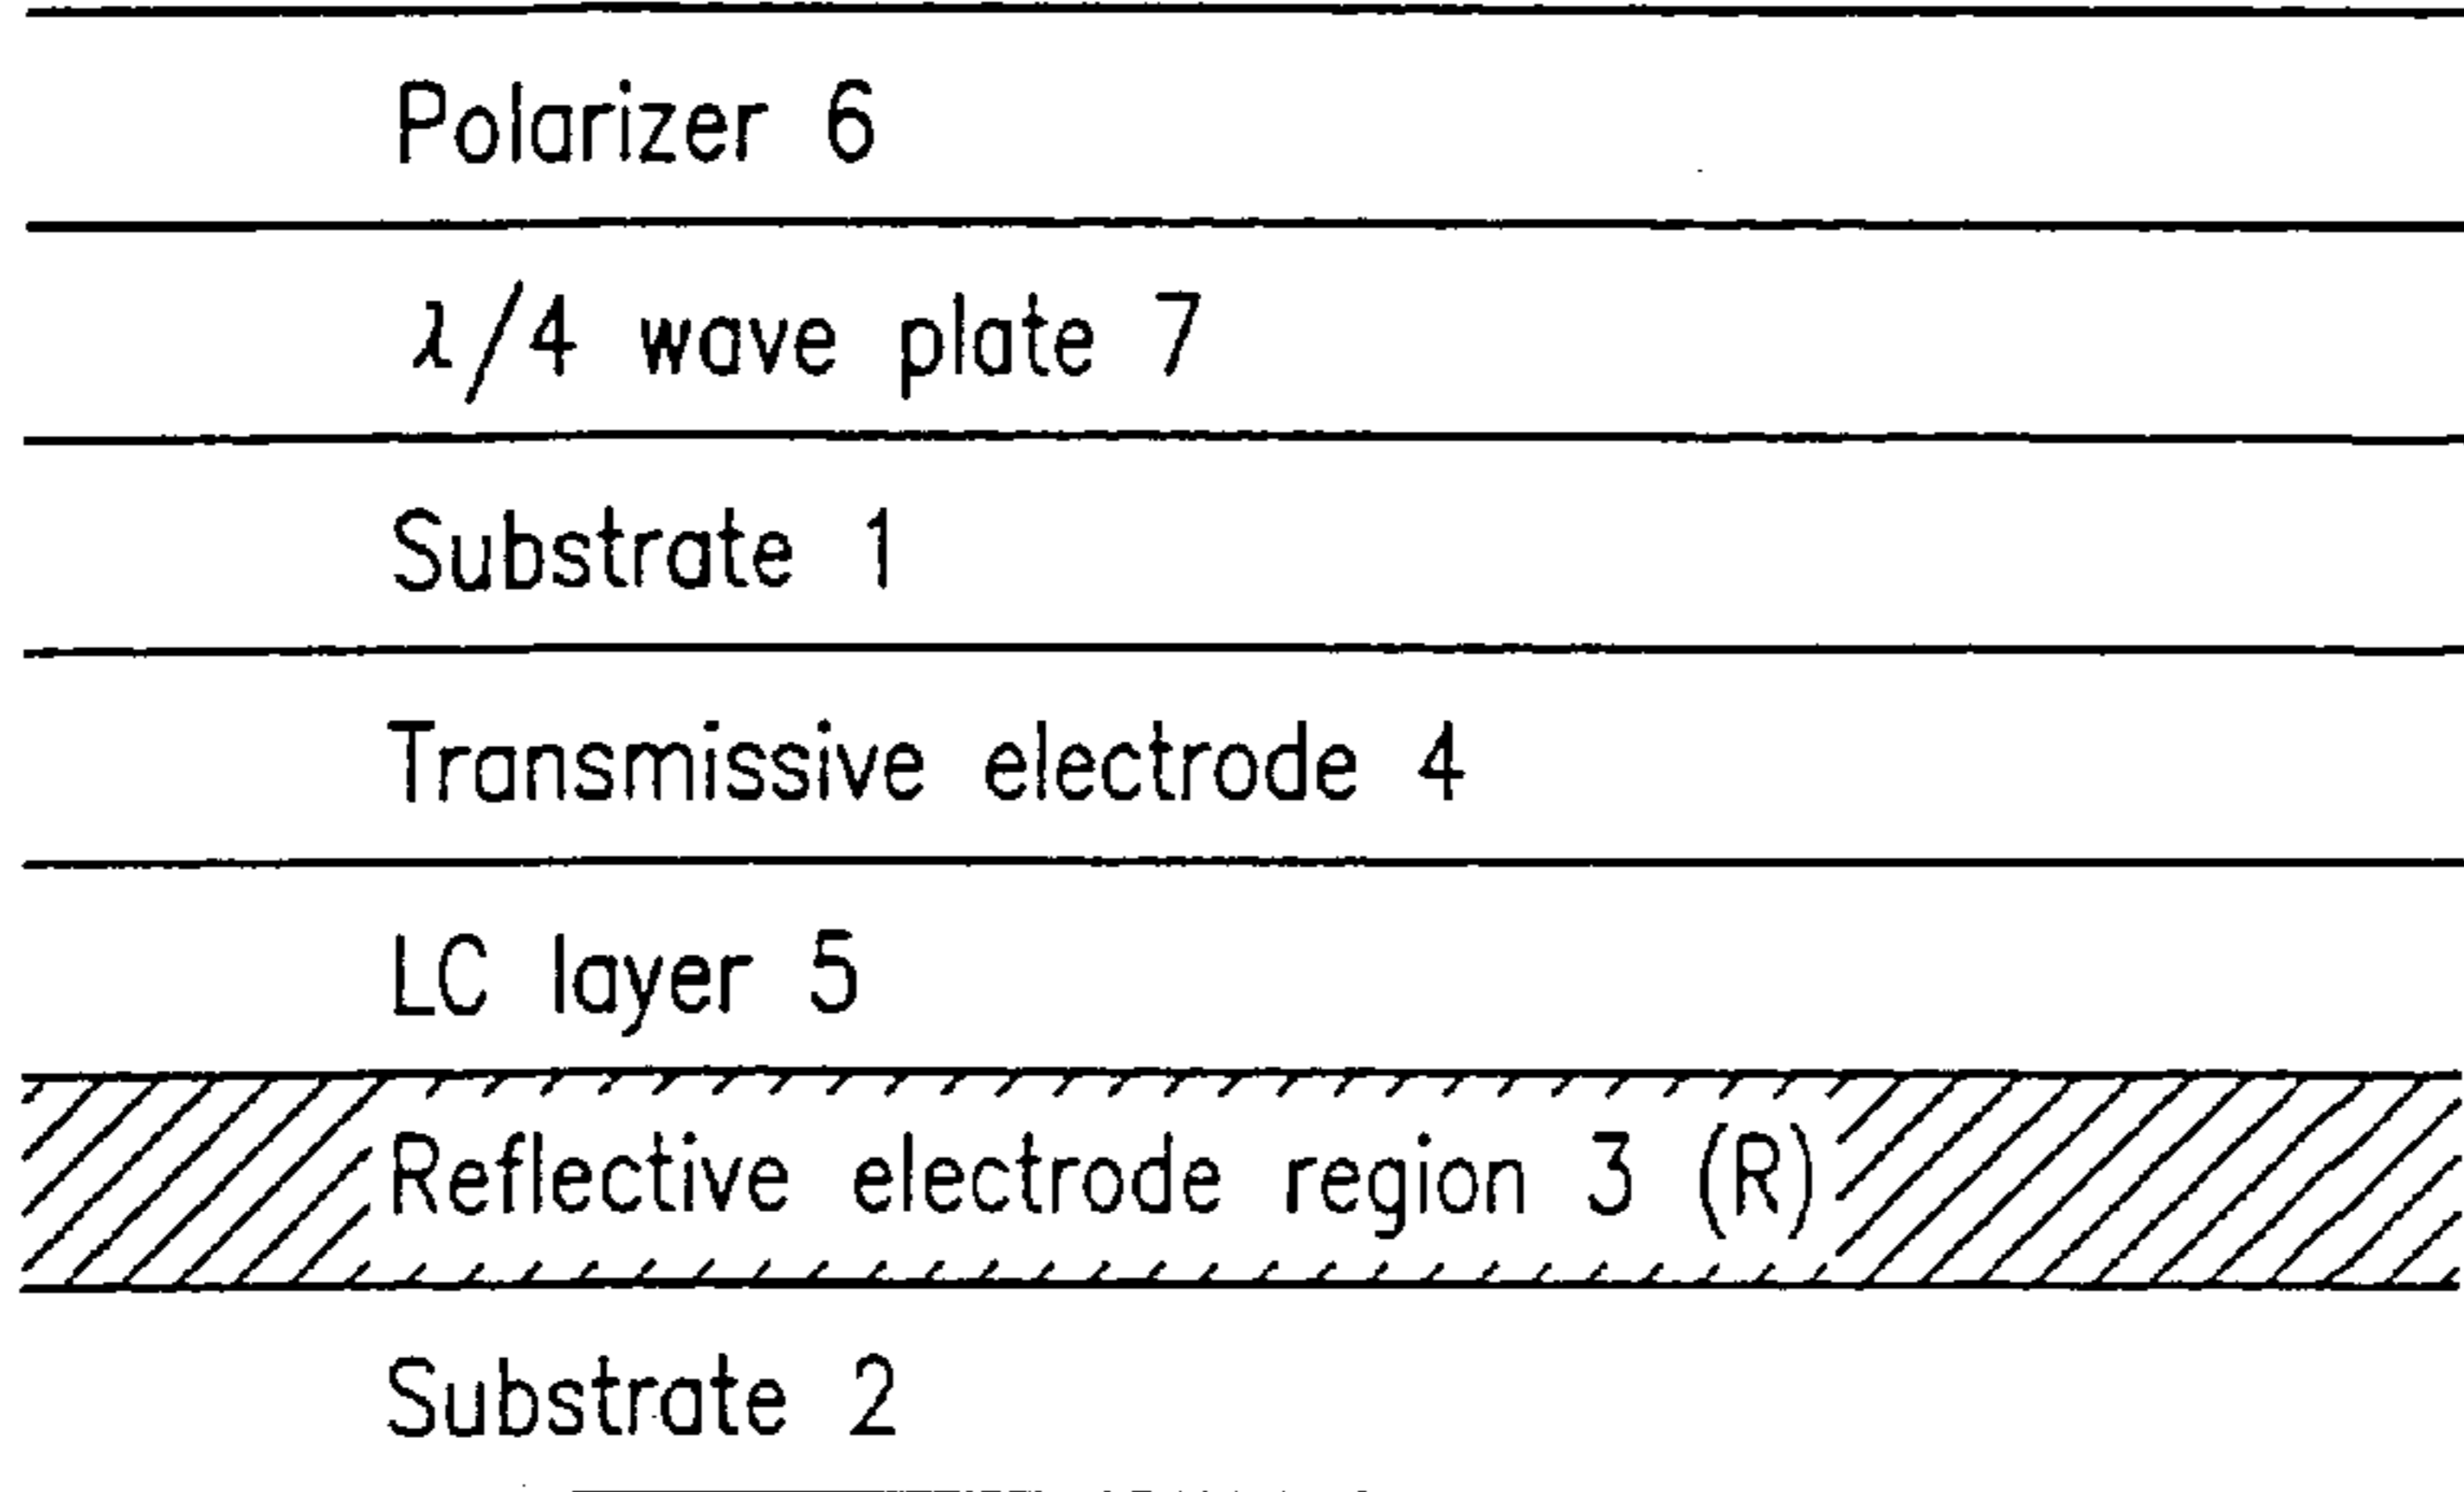 Polarizer 6
λ/4 wave plate 7
Substrate 1
Transmissive electrode 4
LC layer 5
Reflective electrode region 3 (R)
Substrate 2